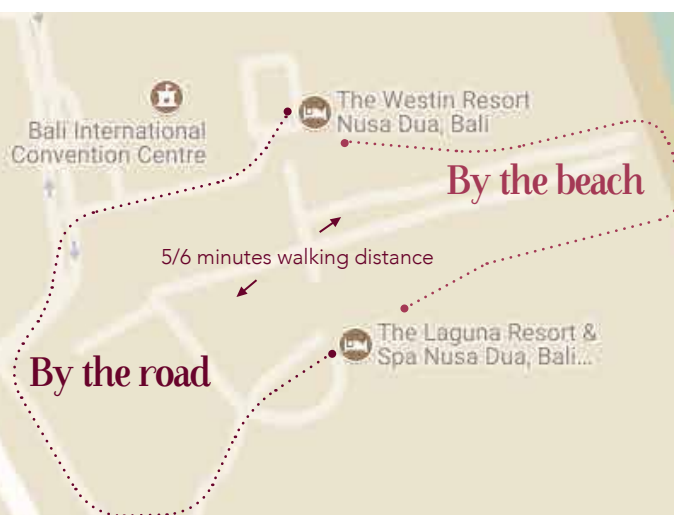 The Westin Resort
Nusa Dua, Bali
Bali International
Convention Centre
By the beach
5/6 minutes walking distance
The Laguna Resort &
Spa Nusa Dua, Bali...
By the road